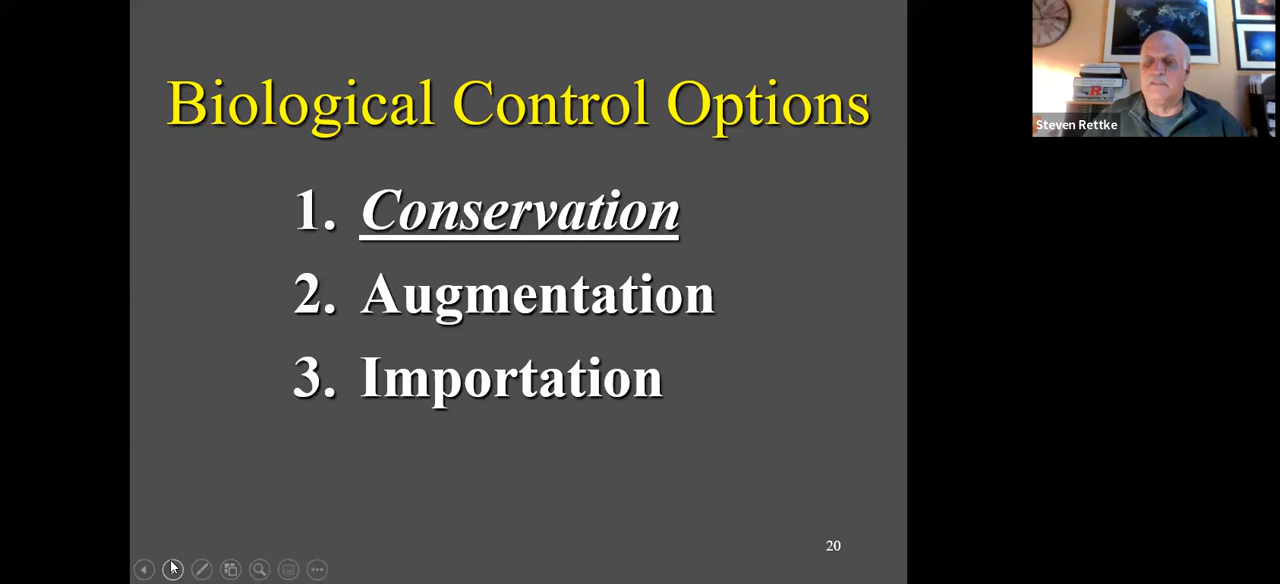 Biological Control Options
1. Conservation
2. Augmentation
3. Importation
20
Steven Rettke
R